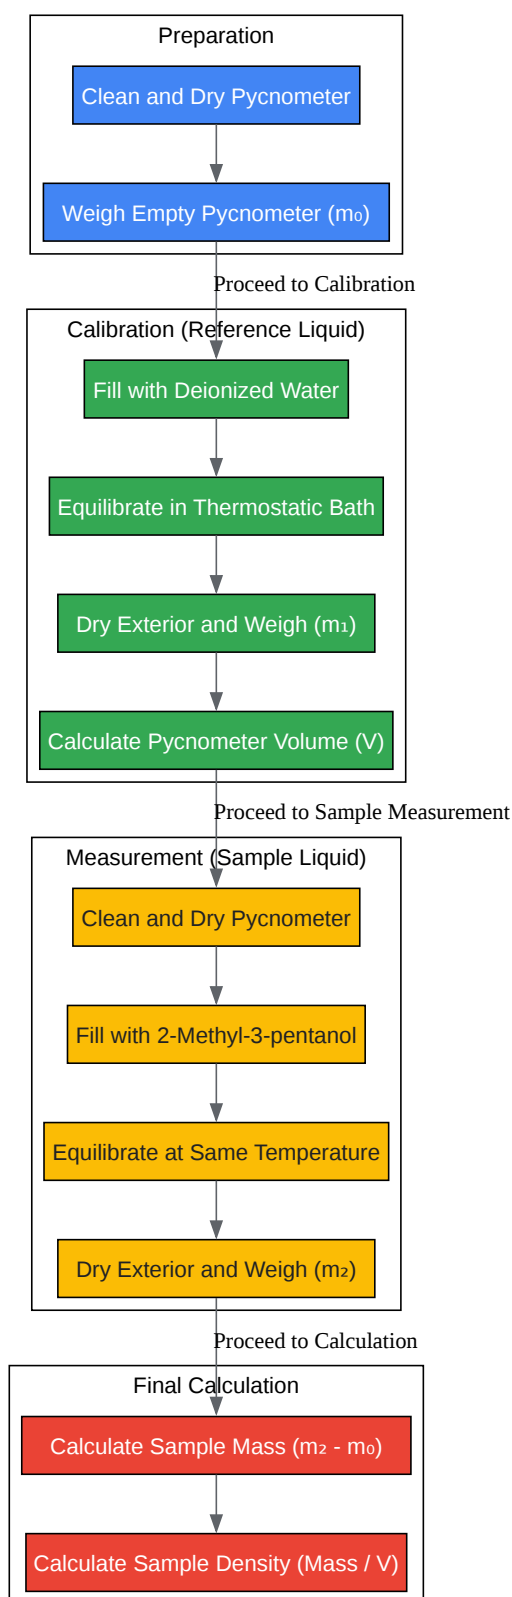 Preparation
Clean and Dry Pycnometer
Weigh Empty Pycnometer (m₀)
Proceed to Calibration
Calibration (Reference Liquid)
Fill with Deionized Water
Equilibrate in Thermostatic Bath
Dry Exterior and Weigh (m₁)
Calculate Pycnometer Volume (V)
Proceed to Sample Measurement
Measurement (Sample Liquid)
Clean and Dry Pycnometer
Fill with 2-Methyl-3-pentanol
Equilibrate at Same Temperature
Dry Exterior and Weigh (m₂)
Proceed to Calculation
Final Calculation
Calculate Sample Mass (m₂ - m₀)
Calculate Sample Density (Mass / V)